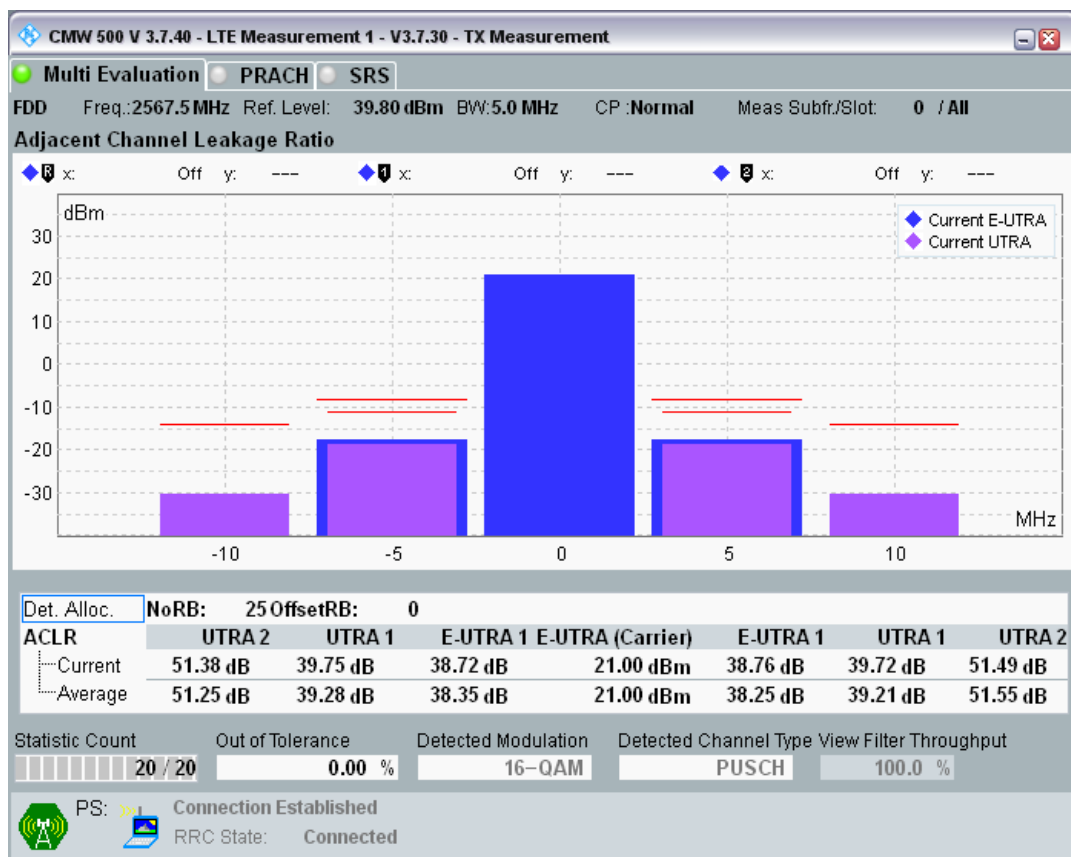 CMW 500 V 3.7.40 - LTE Measurement 1 - V3.7.30 - TX Measurement
Multi Evaluation PRACH SRS
FDD Freq.:2567.5 MHz Ref. Level: 39.80 dBm BW:5.0 MHz CP :Normal Meas Subfr./Slot: 0 / All
Adjacent Channel Leakage Ratio
R x: Off y: --- 1 x: Off y: --- 2 x: Off y: ---
dBm
Current E-UTRA
Current UTRA
30
20
10
0
-10
-20
-30
MHz
-10 -5 0 5 10
Det. Alloc. NoRB: 25 OffsetRB: 0
ACLR UTRA 2 UTRA 1 E-UTRA 1 E-UTRA (Carrier) E-UTRA 1 UTRA 1 UTRA 2
Current 51.38 dB 39.75 dB 38.72 dB 21.00 dBm 38.76 dB 39.72 dB 51.49 dB
Average 51.25 dB 39.28 dB 38.35 dB 21.00 dBm 38.25 dB 39.21 dB 51.55 dB
Statistic Count Out of Tolerance Detected Modulation Detected Channel Type View Filter Throughput
20 / 20 0.00 % 16-QAM PUSCH 100.0 %
PS: Connection Established
RRC State: Connected